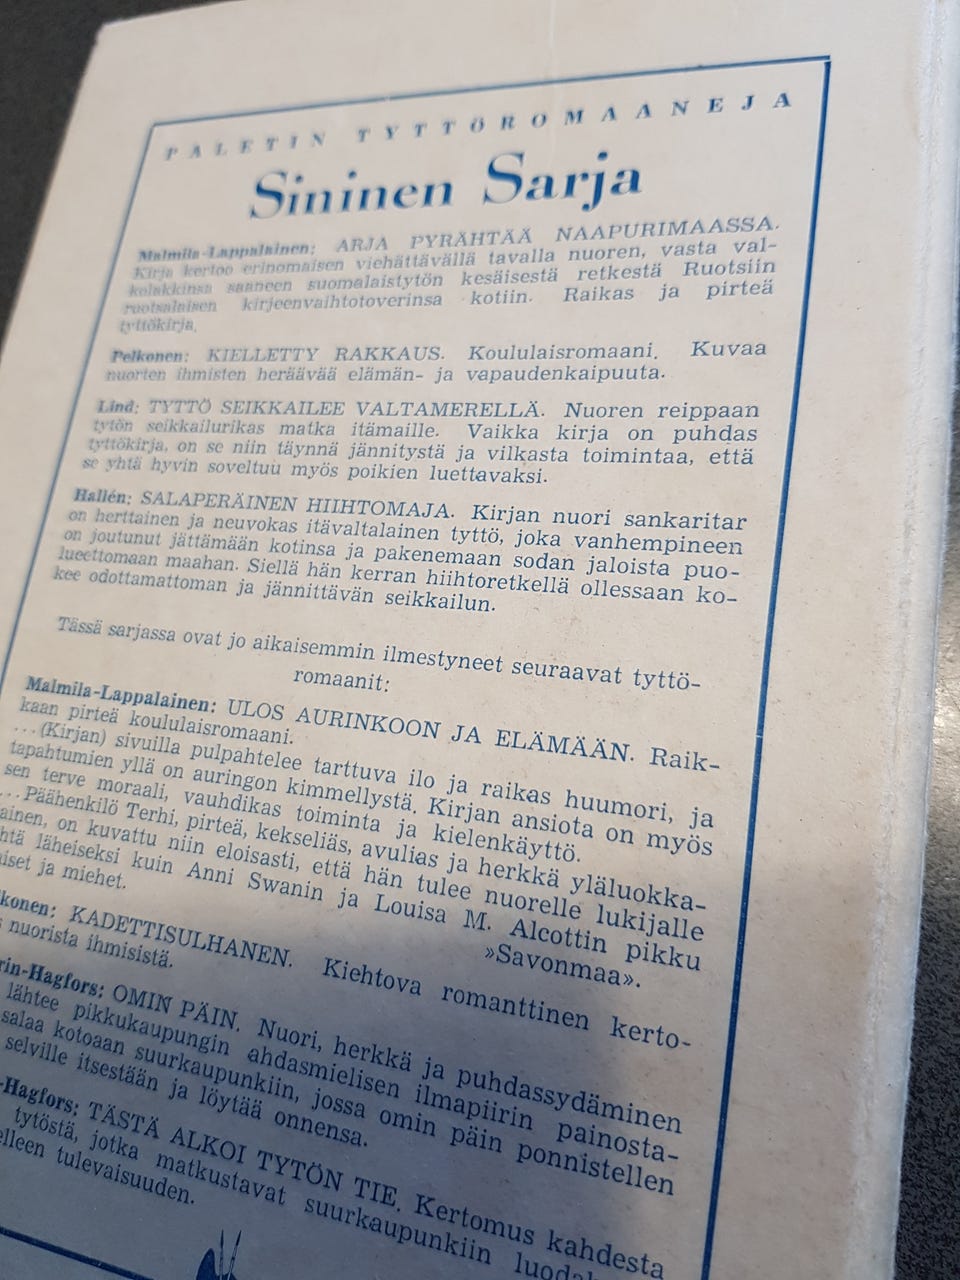 PALETIN TYTTÖROMAANEJA
Sininen Sarja
Malmila-Lappalainen: ARJA PYRÄHTÄÄ NAAPURIMAASSA.
Kirja kertoo erinomaisen viehättävällä tavalla nuoren, vasta val-
kolakkinsa saaneen suomalaistytön kesäisestä retkestä Ruotsiin
ruotsalaisen kirjeenvaihtotoverinsa kotiin. Raikas ja pirteä
tyttökirja.
Pelkonen: KIELLETTY RAKKAUS. Koululaisromaani. Kuvaa
nuorten ihmisten heräävää elämän- ja vapaudenkaipuuta.
Lind: TYTTÖ SEIKKAILEE VALTAMERELLÄ. Nuoren reippaan
tytön seikkailurikas matka itämaille. Vaikka kirja on puhdas
tyttökirja, on se niin täynnä jännitystä ja vilkasta toimintaa, että
se yhtä hyvin soveltuu myös poikien luettavaksi.
Hallén: SALAPERÄINEN HIIHTOMAJA. Kirjan nuori sankaritar
on herttainen ja neuvokas itävaltalainen tyttö, joka vanhempineen
on joutunut jättämään kotinsa ja pakenemaan sodan jaloista puo-
lueettomaan maahan. Siellä hän kerran hiihtoretkellä ollessaan ko-
kee odottamattoman ja jännittävän seikkailun.
Tässä sarjassa ovat jo aikaisemmin ilmestyneet seuraavat tyttö-
romaanit:
Malmila-Lappalainen: ULOS AURINKOON JA ELÄMÄÄN. Raik-
kaan pirteä koululaisromaani.
...(Kirjan) sivuilla pulpahtelee tarttuva ilo ja raikas huumori, ja
tapahtumien yllä on auringon kimmellystä. Kirjan ansiota on myös
sen terve moraali, vauhdikas toiminta ja kielenkäyttö.
...Päähenkilö Terhi, pirteä, kekseliäs, avulias ja herkkä yläluokka-
ainen, on kuvattu niin eloisasti, että hän tulee nuorelle lukijalle
htä läheiseksi kuin Anni Swanin ja Louisa M. Alcottin pikku
iset ja miehet. »Savonmaa».
konen: KADETTISULHANEN. Kiehtova romanttinen kerto-
s nuorista ihmisistä.
rin-Hagfors: OMIN PÄIN. Nuori, herkkä ja puhdassydäminen
lähtee pikkukaupungin ahdasmielisen ilmapiirin painosta-
salaa kotoaan suurkaupunkiin, jossa omin päin ponnistellen
selville itsestään ja löytää onnensa.
-Hagfors: TÄSTÄ ALKOI TYTÖN TIE. Kertomus kahdesta
tytöstä, jotka matkustavat suurkaupunkiin
elleen tulevaisuuden.